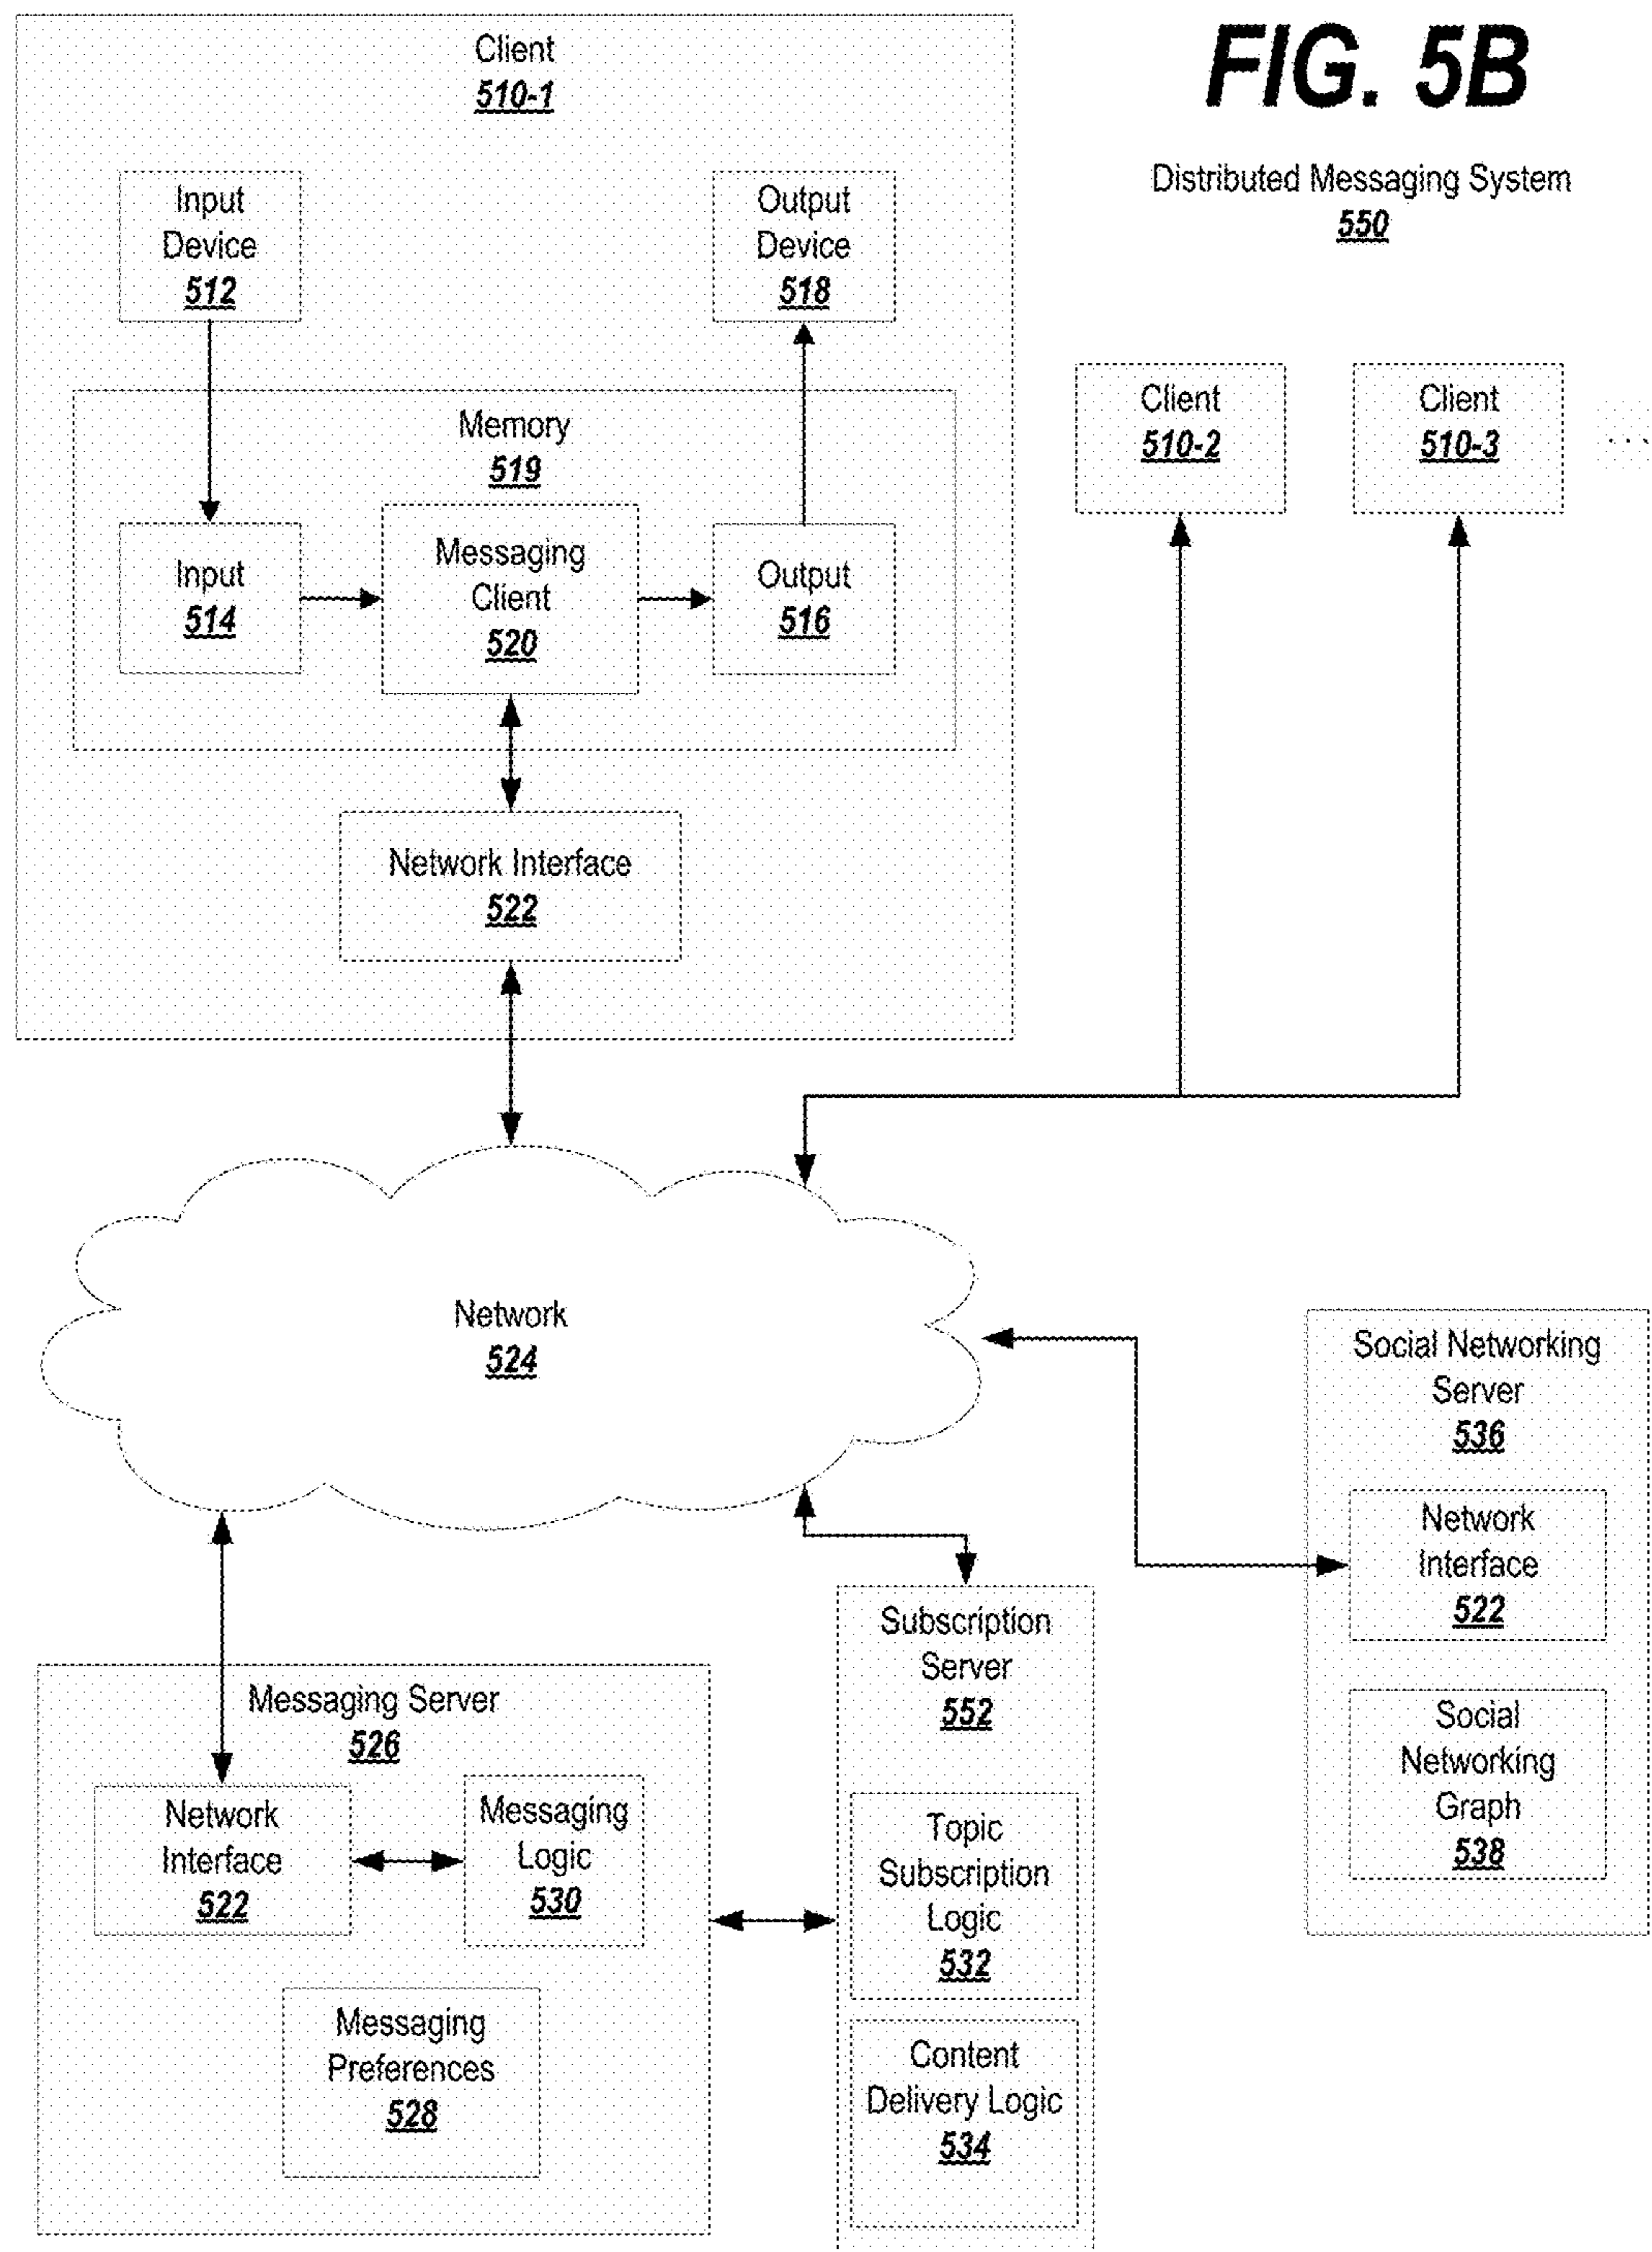 FIG. 5B
Distributed Messaging System
550
Client
510-1
Input
Device
512
Output
Device
518
Memory
519
Input
514
Messaging
Client
520
Output
516
Network Interface
522
Client
510-2
Client
510-3
...
Network
524
Social Networking
Server
536
Network
Interface
522
Social
Networking
Graph
538
Messaging Server
526
Network
Interface
522
Messaging
Logic
530
Messaging
Preferences
528
Subscription
Server
552
Topic
Subscription
Logic
532
Content
Delivery Logic
534